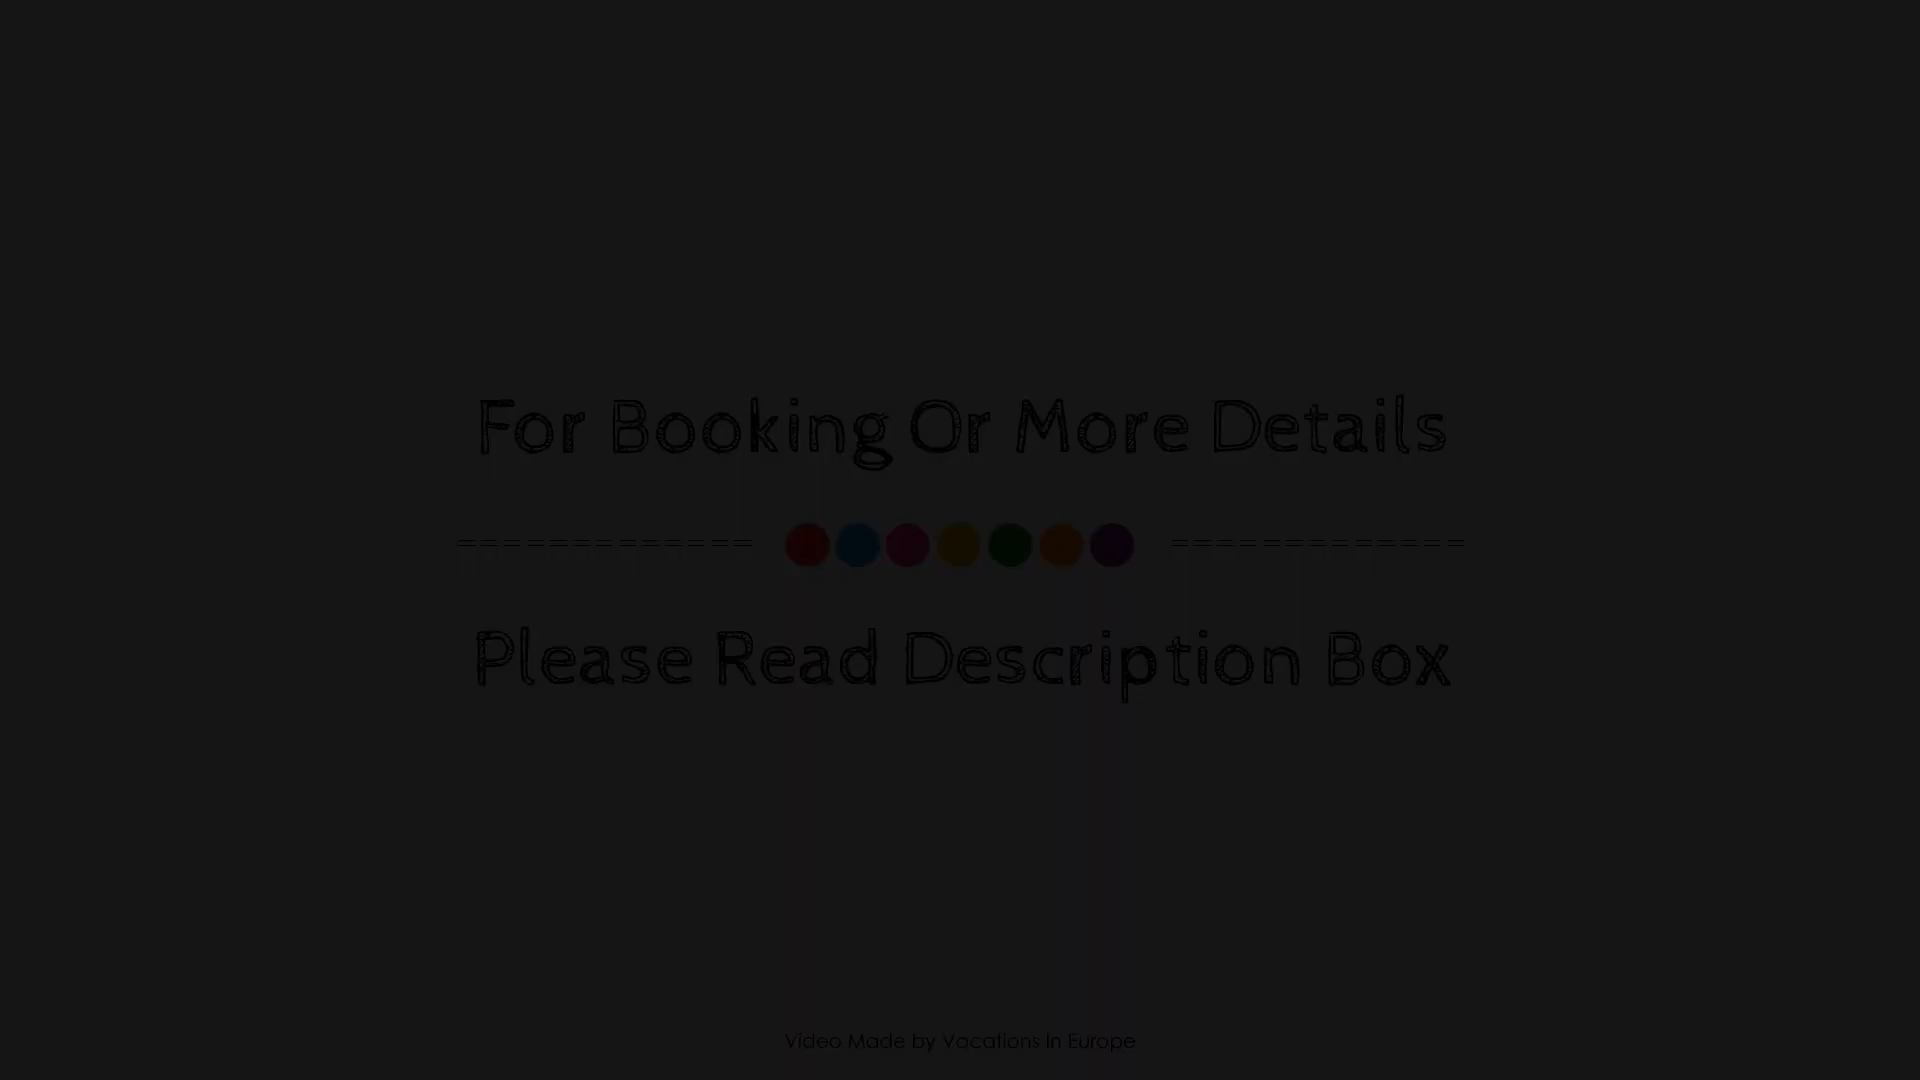 For Booking Or More Details
Please Read Description Box
Video Made by Vacations In Europe